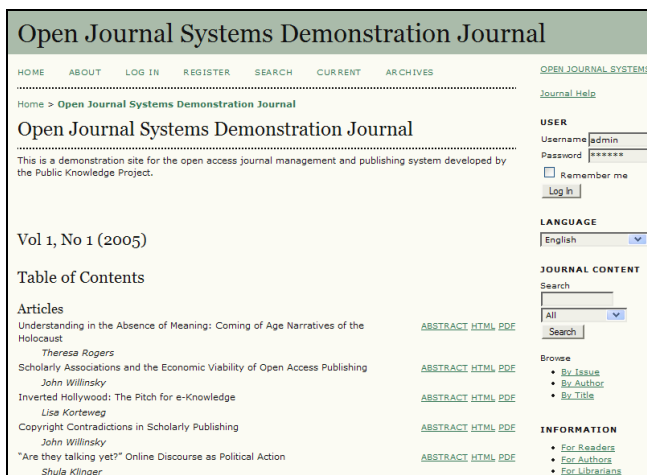 Open Journal Systems Demonstration Journal
HOME ABOUT LOG IN REGISTER SEARCH CURRENT ARCHIVES
Home > Open Journal Systems Demonstration Journal
Open Journal Systems Demonstration Journal
This is a demonstration site for the open access journal management and publishing system developed by
the Public Knowledge Project.
Vol 1, No 1 (2005)
Table of Contents
Articles
Understanding in the Absence of Meaning: Coming of Age Narratives of the ABSTRACT HTML PDF
Holocaust
Theresa Rogers
Scholarly Associations and the Economic Viability of Open Access Publishing ABSTRACT HTML PDF
John Willinsky
Inverted Hollywood: The Pitch for e-Knowledge ABSTRACT HTML PDF
Lisa Korteweg
Copyright Contradictions in Scholarly Publishing ABSTRACT HTML PDF
John Willinsky
“Are they talking yet?” Online Discourse as Political Action ABSTRACT HTML PDF
Shula Klinger
OPEN JOURNAL SYSTEMS
Journal Help
USER
Username admin
Password ******
Remember me
Log In
LANGUAGE
English
JOURNAL CONTENT
Search
All
Search
Browse
• By Issue
• By Author
• By Title
INFORMATION
• For Readers
• For Authors
• For Librarians